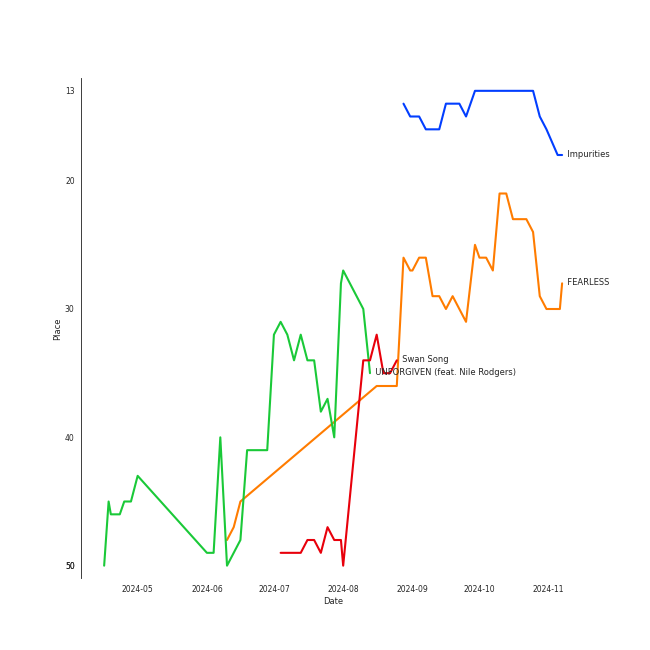 13
20
30
40
50
Place
Impurities
FEARLESS
Swan Song
UNFORGIVEN (feat. Nile Rodgers)
2024-05
2024-06
2024-07
2024-08
2024-09
2024-10
2024-11
Date